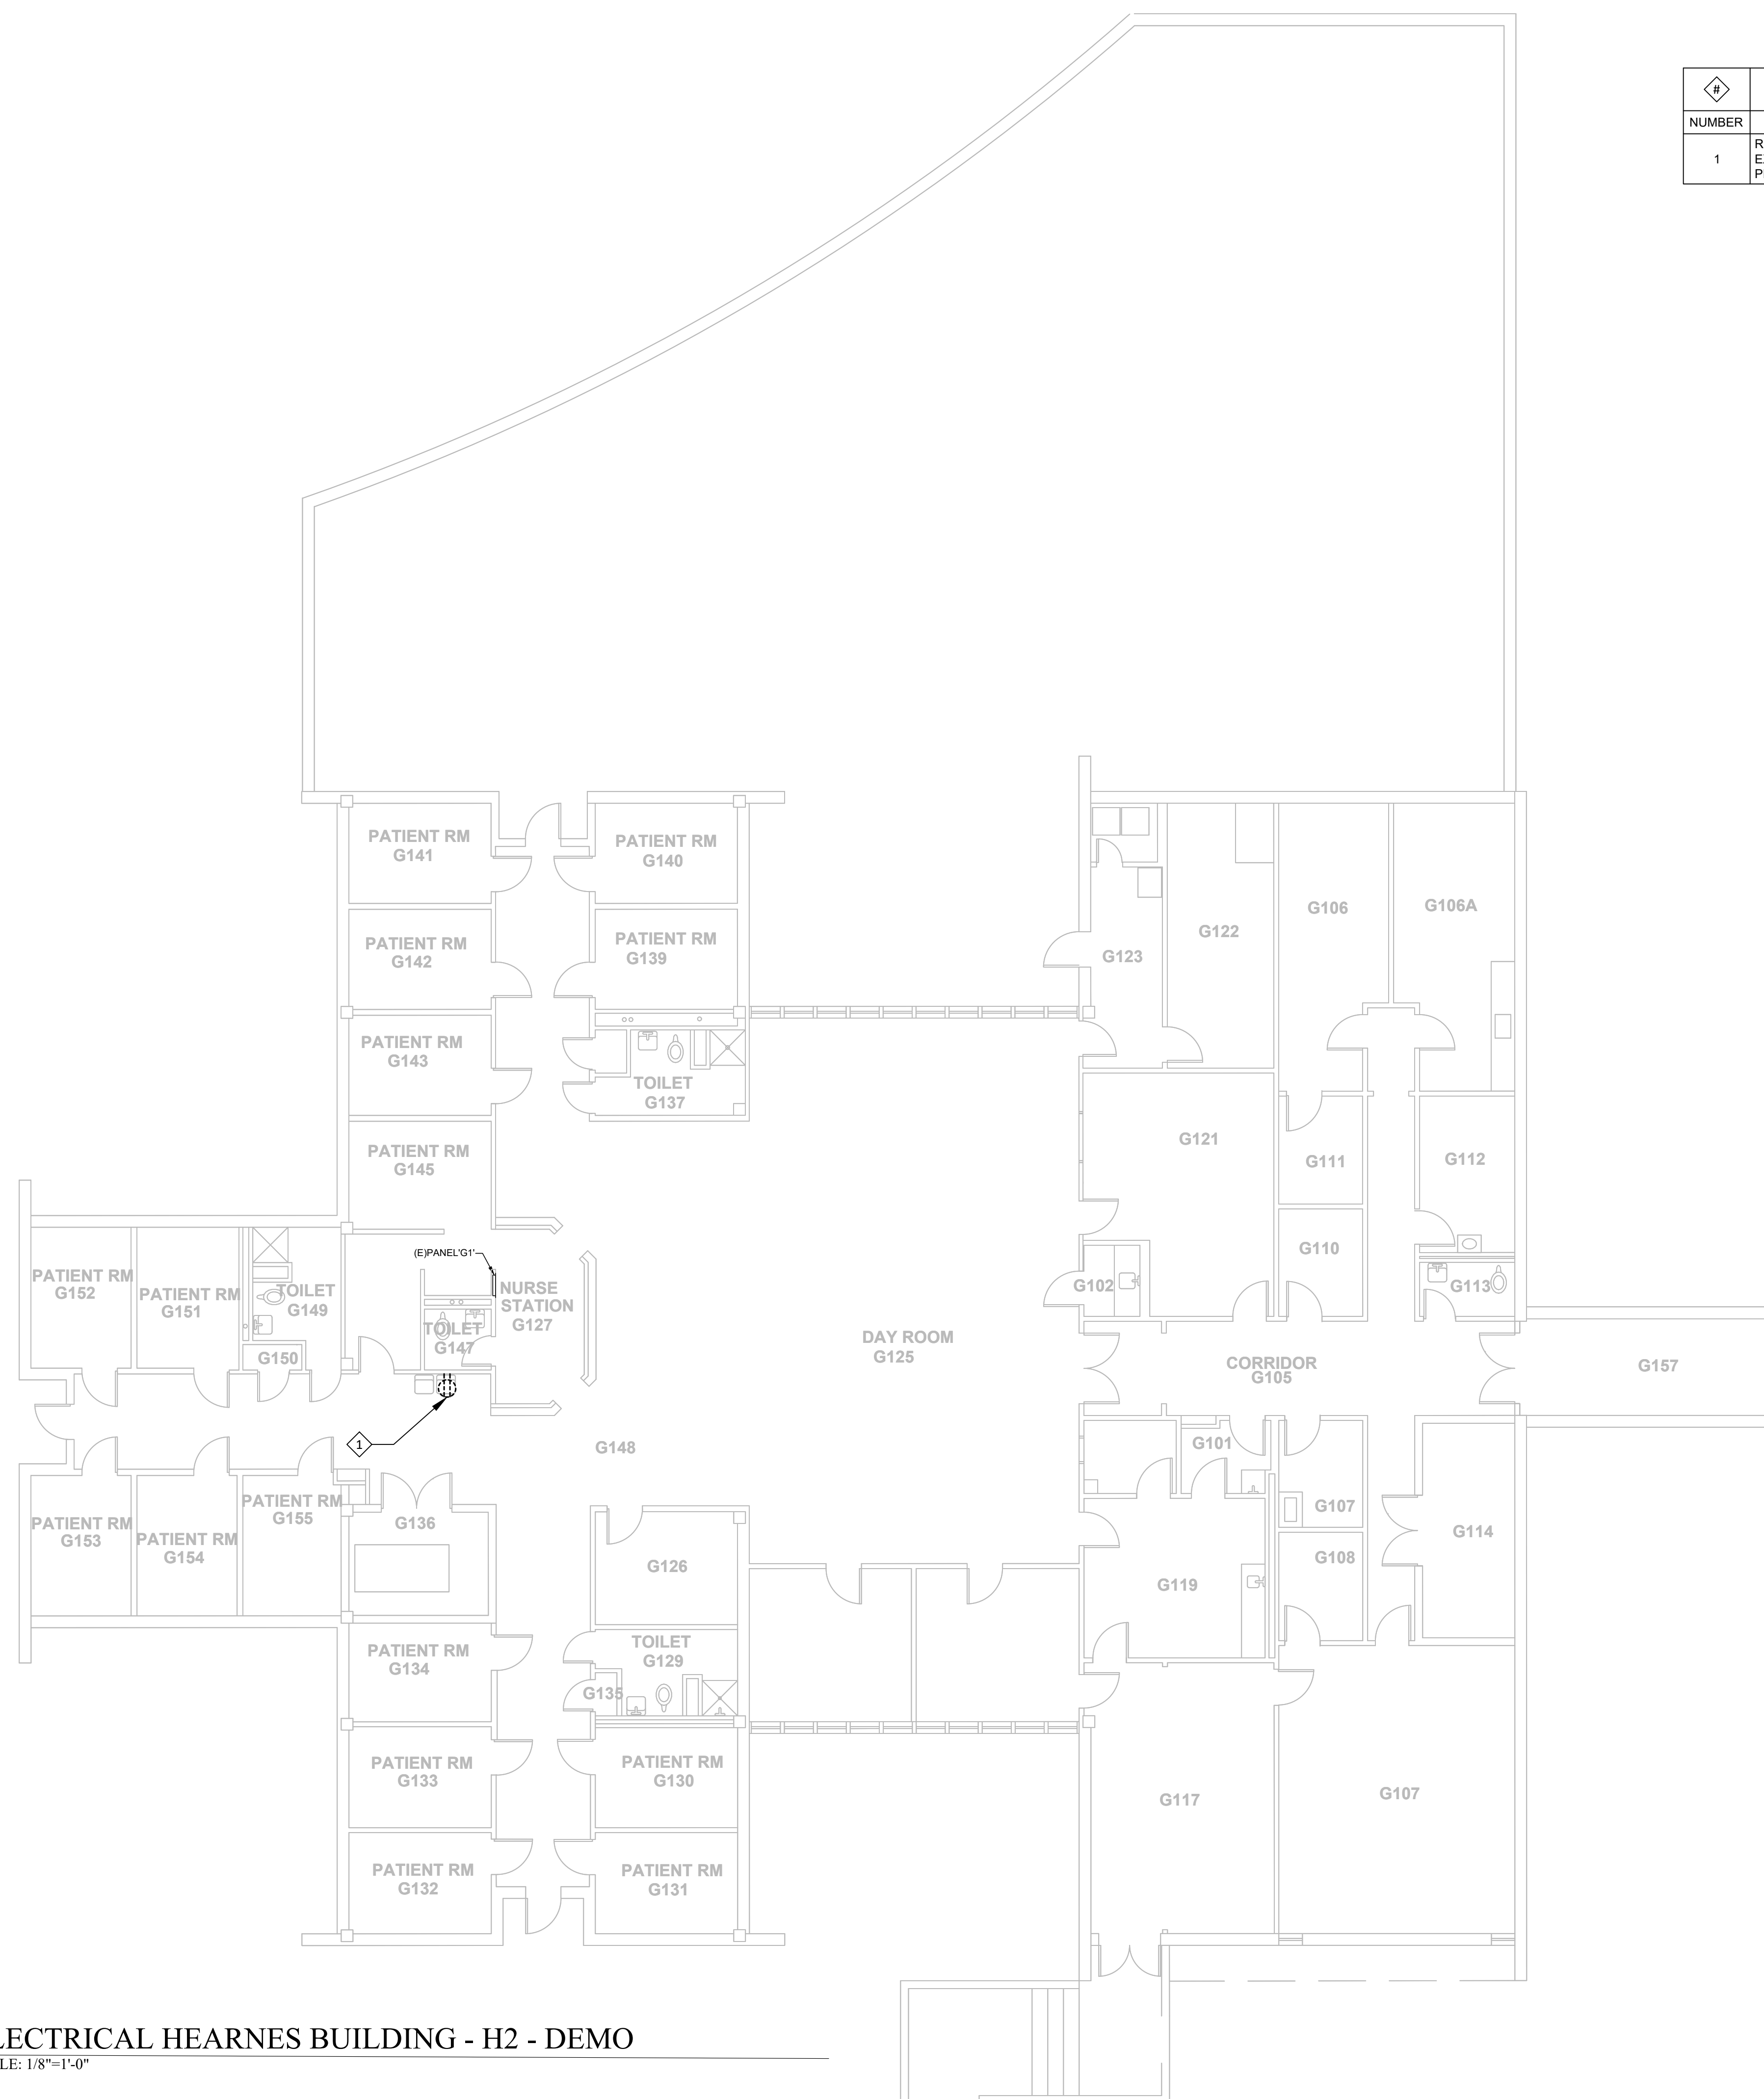 #
NUMBER
1
PATIENT RM
G141
PATIENT RM
G140
PATIENT RM
G142
PATIENT RM
G139
PATIENT RM
G143
TOILET
G137
PATIENT RM
G145
G123
G122
G106
G106A
G121
G111
G112
G110
G102
G113
(E)PANEL'G1'
NURSE
STATION
G127
TOILET
G147
PATIENT RM
G152
PATIENT RM
G151
TOILET
G149
G150
DAY ROOM
G125
CORRIDOR
G105
G157
1
G148
G101
G107
G108
G114
G119
PATIENT RM
G153
PATIENT RM
G154
PATIENT RM
G155
G136
G126
TOILET
G129
G135
PATIENT RM
G134
PATIENT RM
G133
PATIENT RM
G130
PATIENT RM
G132
PATIENT RM
G131
G117
G107
LECTRICAL HEARNES BUILDING - H2 - DEMO
LE: 1/8"=1'-0"